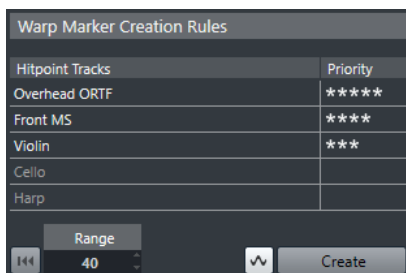 Warp Marker Creation Rules
Hitpoint Tracks Priority
Overhead ORTF *****
Front MS ****
Violin ***
Cello
Harp
Range
40 Create